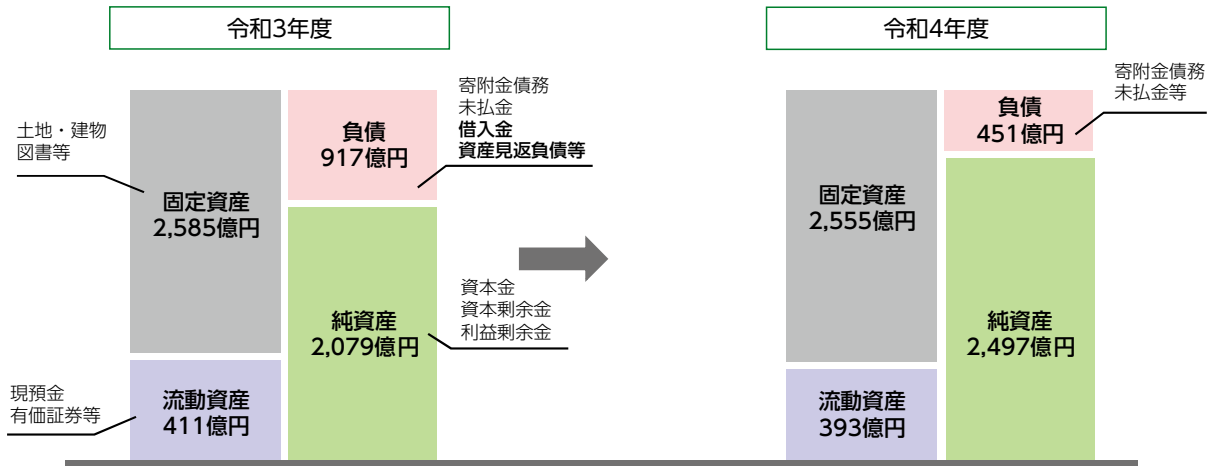 令和3年度
土地・建物
図書等
固定資産
2,585億円
現預金
有価証券等
流動資産
411億円
負債
917億円
寄附金債務
未払金
借入金
資産見返負債等
純資産
2,079億円
資本金
資本剰余金
利益剰余金
令和4年度
固定資産
2,555億円
流動資産
393億円
負債
451億円
寄附金債務
未払金等
純資産
2,497億円